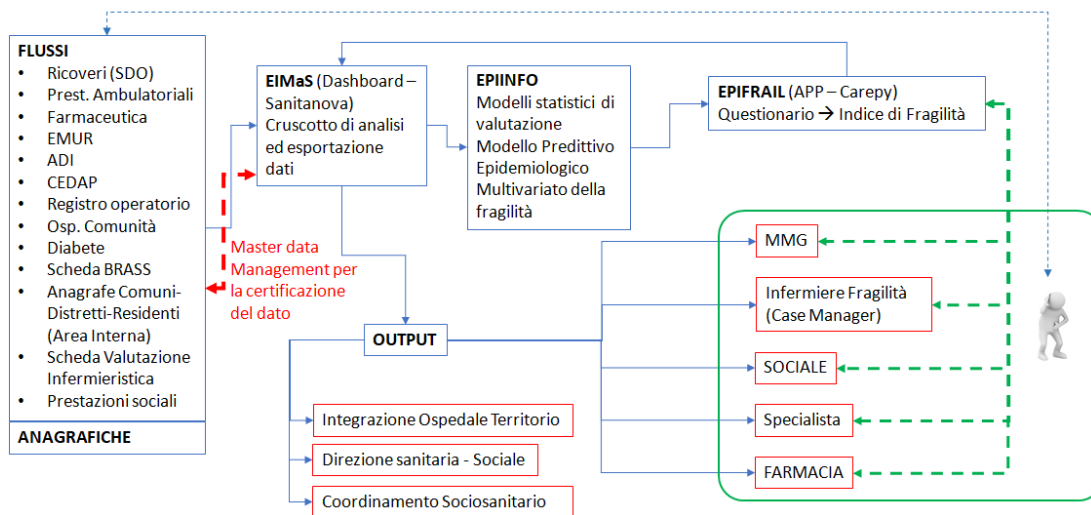 FLUSSI
• Ricoveri (SDO)
• Prest. Ambulatoriali
• Farmaceutica
• EMUR
• ADI
• CEDAP
• Registro operatorio
• Osp. Comunità
• Diabete
• Scheda BRASS
• Anagrafe Comuni-
Distretti-Residenti
(Area Interna)
• Scheda Valutazione
Infermieristica
• Prestazioni sociali
ANAGRAFICHE
EIMaS (Dashboard –
Sanitanova)
Cruscotto di analisi
ed esportazione
dati
Master data
Management per
la certificazione
del dato
EPIINFO
Modelli statistici di
valutazione
Modello Predittivo
Epidemiologico
Multivariato della
fragilità
EPIFRAIL (APP – Carepy)
Questionario → Indice di Fragilità
OUTPUT
Integrazione Ospedale Territorio
Direzione sanitaria - Sociale
Coordinamento Sociosanitario
MMG
Infermiere Fragilità
(Case Manager)
SOCIALE
Specialista
FARMACIA